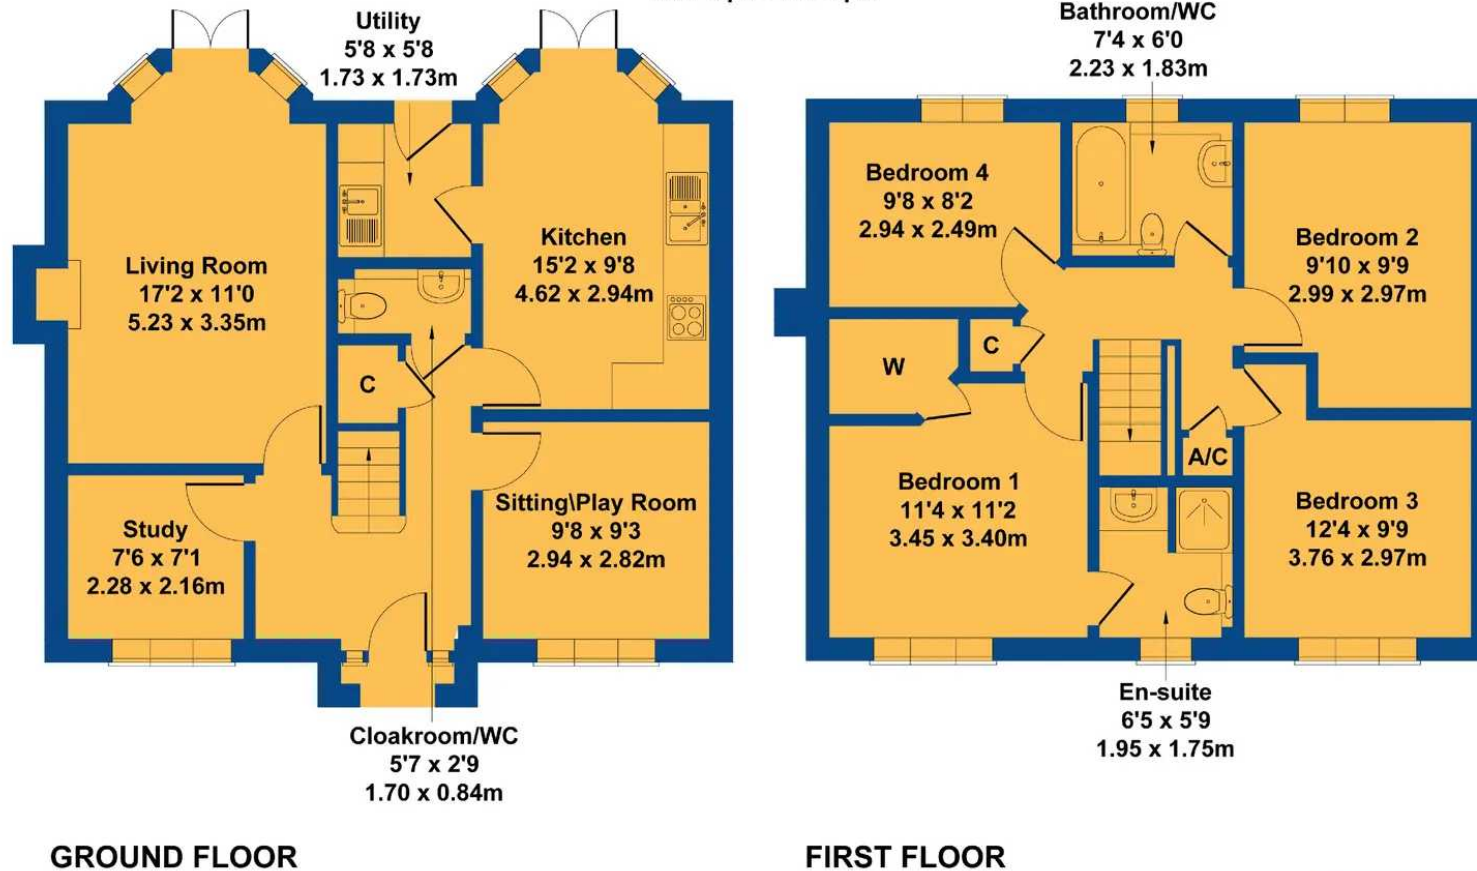 Utility
5'8 x 5'8
1.73 x 1.73m
Living Room
17'2 x 11'0
5.23 x 3.35m
Kitchen
15'2 x 9'8
4.62 x 2.94m
C
Study
7'6 x 7'1
2.28 x 2.16m
Sitting\Play Room
9'8 x 9'3
2.94 x 2.82m
Cloakroom/WC
5'7 x 2'9
1.70 x 0.84m
GROUND FLOOR
Bathroom/WC
7'4 x 6'0
2.23 x 1.83m
Bedroom 4
9'8 x 8'2
2.94 x 2.49m
Bedroom 2
9'10 x 9'9
2.99 x 2.97m
W
C
A/C
Bedroom 1
11'4 x 11'2
3.45 x 3.40m
Bedroom 3
12'4 x 9'9
3.76 x 2.97m
En-suite
6'5 x 5'9
1.95 x 1.75m
FIRST FLOOR